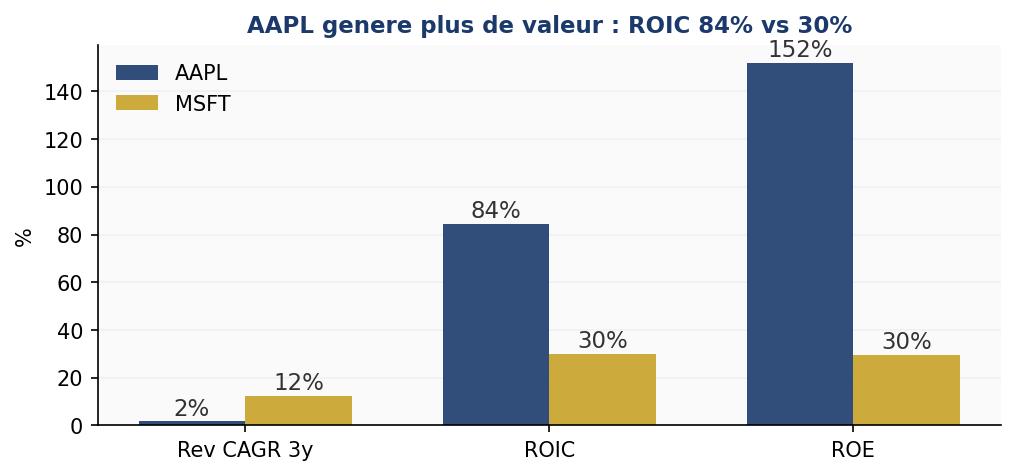 AAPL genere plus de valeur : ROIC 84% vs 30%
AAPL
MSFT
%
140
120
100
80
60
40
20
0
2%
12%
84%
30%
152%
30%
Rev CAGR 3y
ROIC
ROE